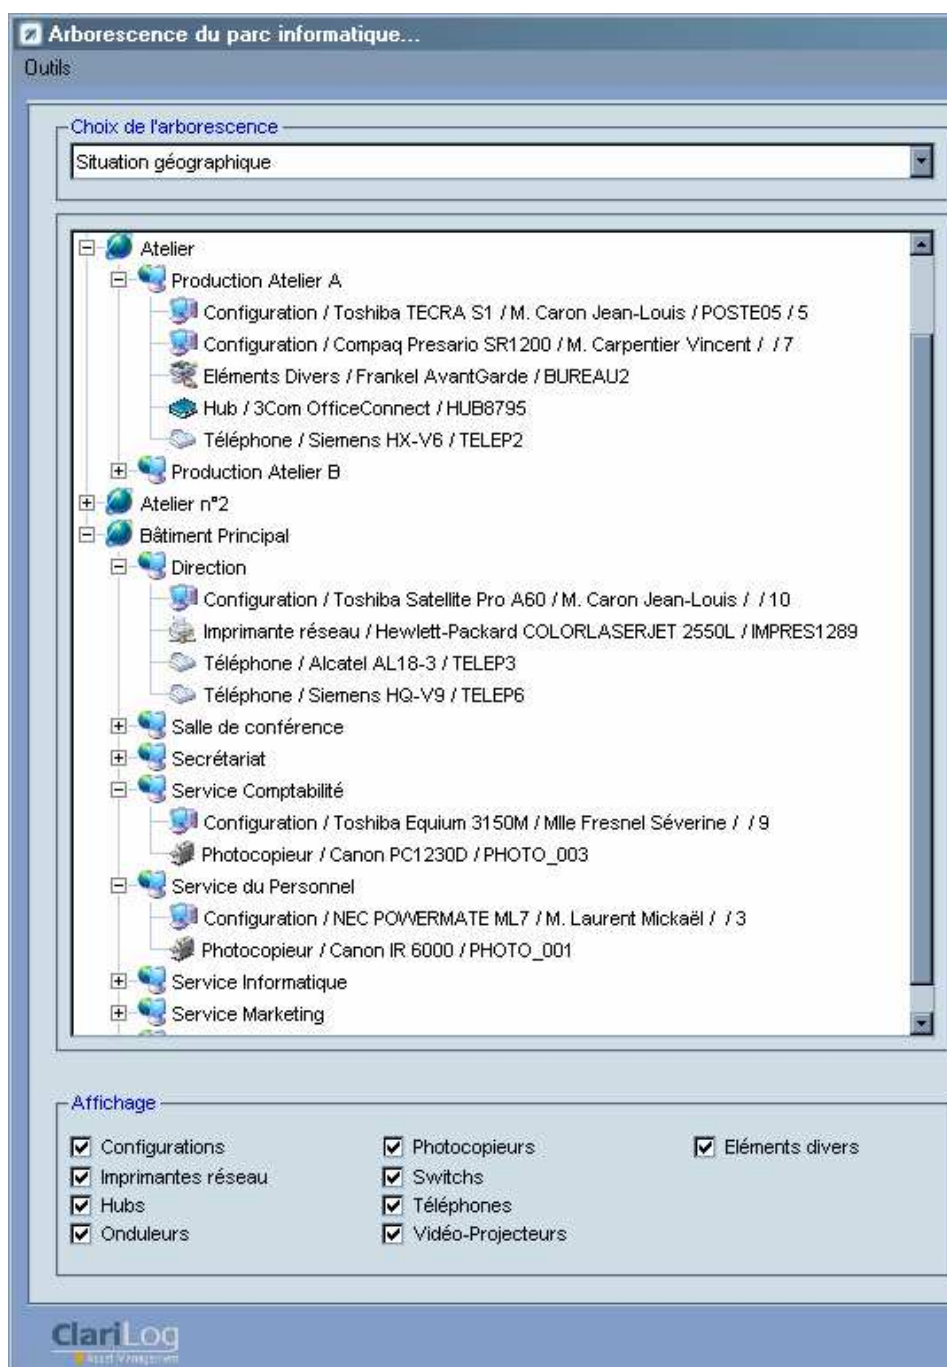 Arborescence du parc informatique...
Outils
Choix de l'arborescence
Situation géographique
Atelier
Production Atelier A
Configuration / Toshiba TECRA S1 / M. Caron Jean-Louis / POSTE05 / 5
Configuration / Compaq Presario SR1200 / M. Carpentier Vincent /  / 7
Eléments Divers / Frankel AvantGarde / BUREAU2
Hub / 3Com OfficeConnect / HUB8795
Téléphone / Siemens HX-V6 / TELEP2
Production Atelier B
Atelier n°2
Bâtiment Principal
Direction
Configuration / Toshiba Satellite Pro A60 / M. Caron Jean-Louis /  / 10
Imprimante réseau / Hewlett-Packard COLORLASERJET 2550L / IMPRES1289
Téléphone / Alcatel AL18-3 / TELEP3
Téléphone / Siemens HQ-V9 / TELEP6
Salle de conférence
Secrétariat
Service Comptabilité
Configuration / Toshiba Equium 3150M / Mlle Fresnel Séverine /  / 9
Photocopieur / Canon PC1230D / PHOTO_003
Service du Personnel
Configuration / NEC POWERMATE ML7 / M. Laurent Mickaël /  / 3
Photocopieur / Canon IR 6000 / PHOTO_001
Service Informatique
Service Marketing
Affichage
Configurations Photocopieurs Eléments divers
Imprimantes réseau Switchs
Hubs Téléphones
Onduleurs Vidéo-Projecteurs
ClariLog
Asset Management